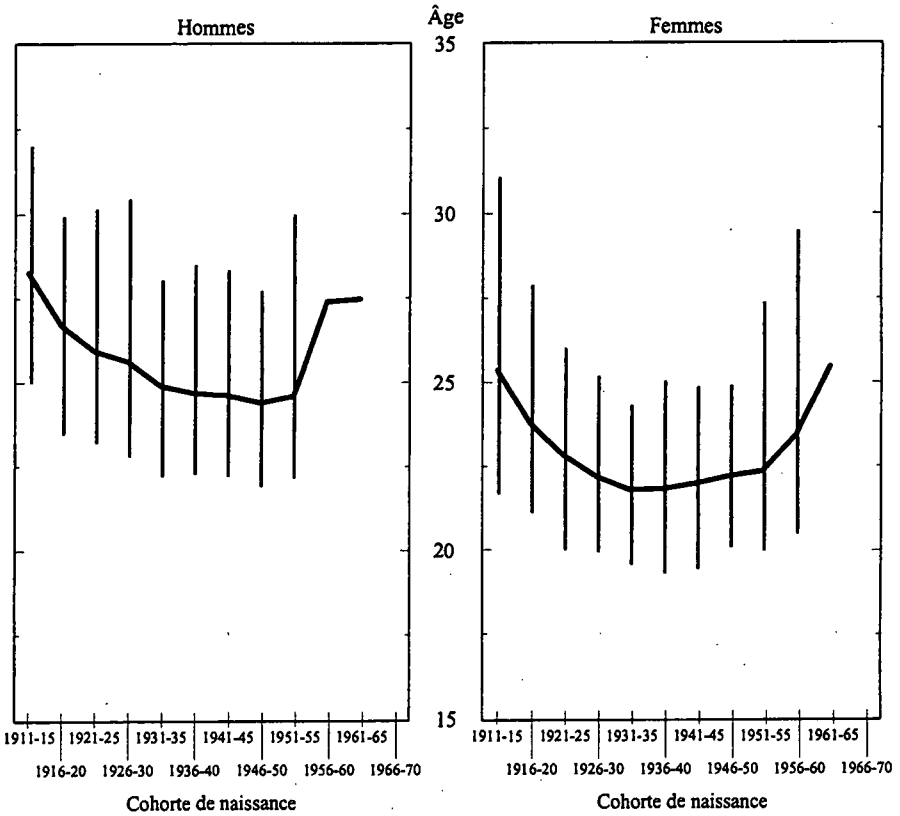 Âge
Hommes
Femmes
35
30
25
20
15
1911-15 1921-25 1931-35 1941-45 1951-55 1961-65
1916-20 1926-30 1936-40 1946-50 1956-60 1966-70
Cohorte de naissance
1911-15 1921-25 1931-35 1941-45 1951-55 1961-65
1916-20 1926-30 1936-40 1946-50 1956-60 1966-70
Cohorte de naissance